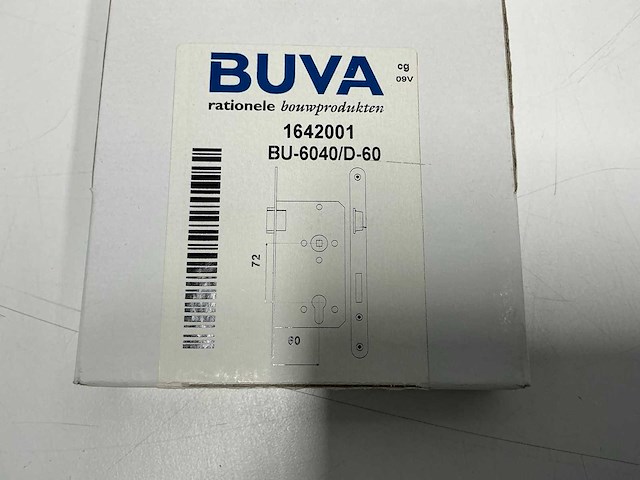 BUVA
cg
09V
rationele bouwprodukten
1642001
BU-6040/D-60
72
60